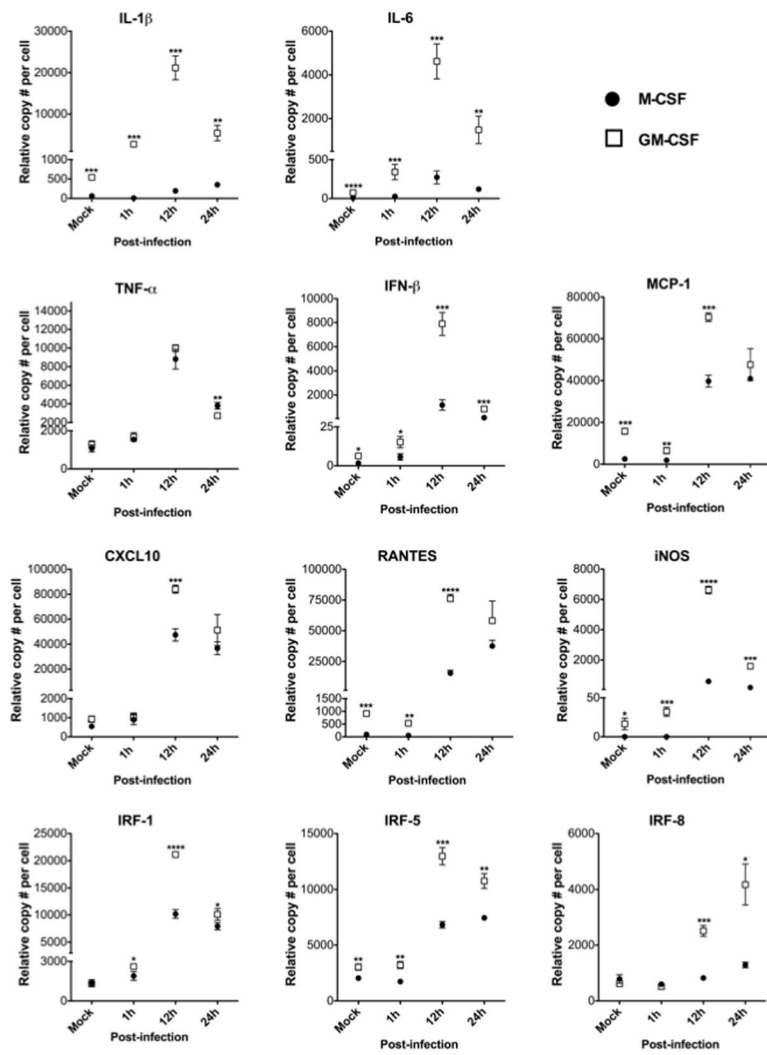 IL-1β
Relative copy # per cell
30000
20000
10000
1000
500
0
***
***
***
**
Mock
1h
12h
24h
Post-infection
IL-6
Relative copy # per cell
6000
4000
2000
500
0
****
***
***
**
Mock
1h
12h
24h
Post-infection
M-CSF
GM-CSF
TNF-α
Relative copy # per cell
14000
12000
10000
8000
6000
4000
2000
2000
0
**
Mock
1h
12h
24h
Post-infection
IFN-β
Relative copy # per cell
10000
8000
6000
4000
2000
25
0
*
*
***
***
Mock
1h
12h
24h
Post-infection
MCP-1
Relative copy # per cell
80000
60000
40000
20000
0
***
**
***
Mock
1h
12h
24h
Post-infection
CXCL10
Relative copy # per cell
100000
80000
60000
40000
20000
2000
1000
0
***
Mock
1h
12h
24h
Post-infection
RANTES
Relative copy # per cell
100000
75000
50000
25000
1500
1000
500
0
***
**
****
Mock
1h
12h
24h
Post-infection
iNOS
Relative copy # per cell
8000
6000
4000
2000
50
0
*
***
****
***
Mock
1h
12h
24h
Post-infection
IRF-1
Relative copy # per cell
25000
20000
15000
10000
5000
3000
0
*
****
*
Mock
1h
12h
24h
Post-infection
IRF-5
Relative copy # per cell
15000
10000
5000
0
**
**
***
**
Mock
1h
12h
24h
Post-infection
IRF-8
Relative copy # per cell
6000
4000
2000
0
***
*
Mock
1h
12h
24h
Post-infection